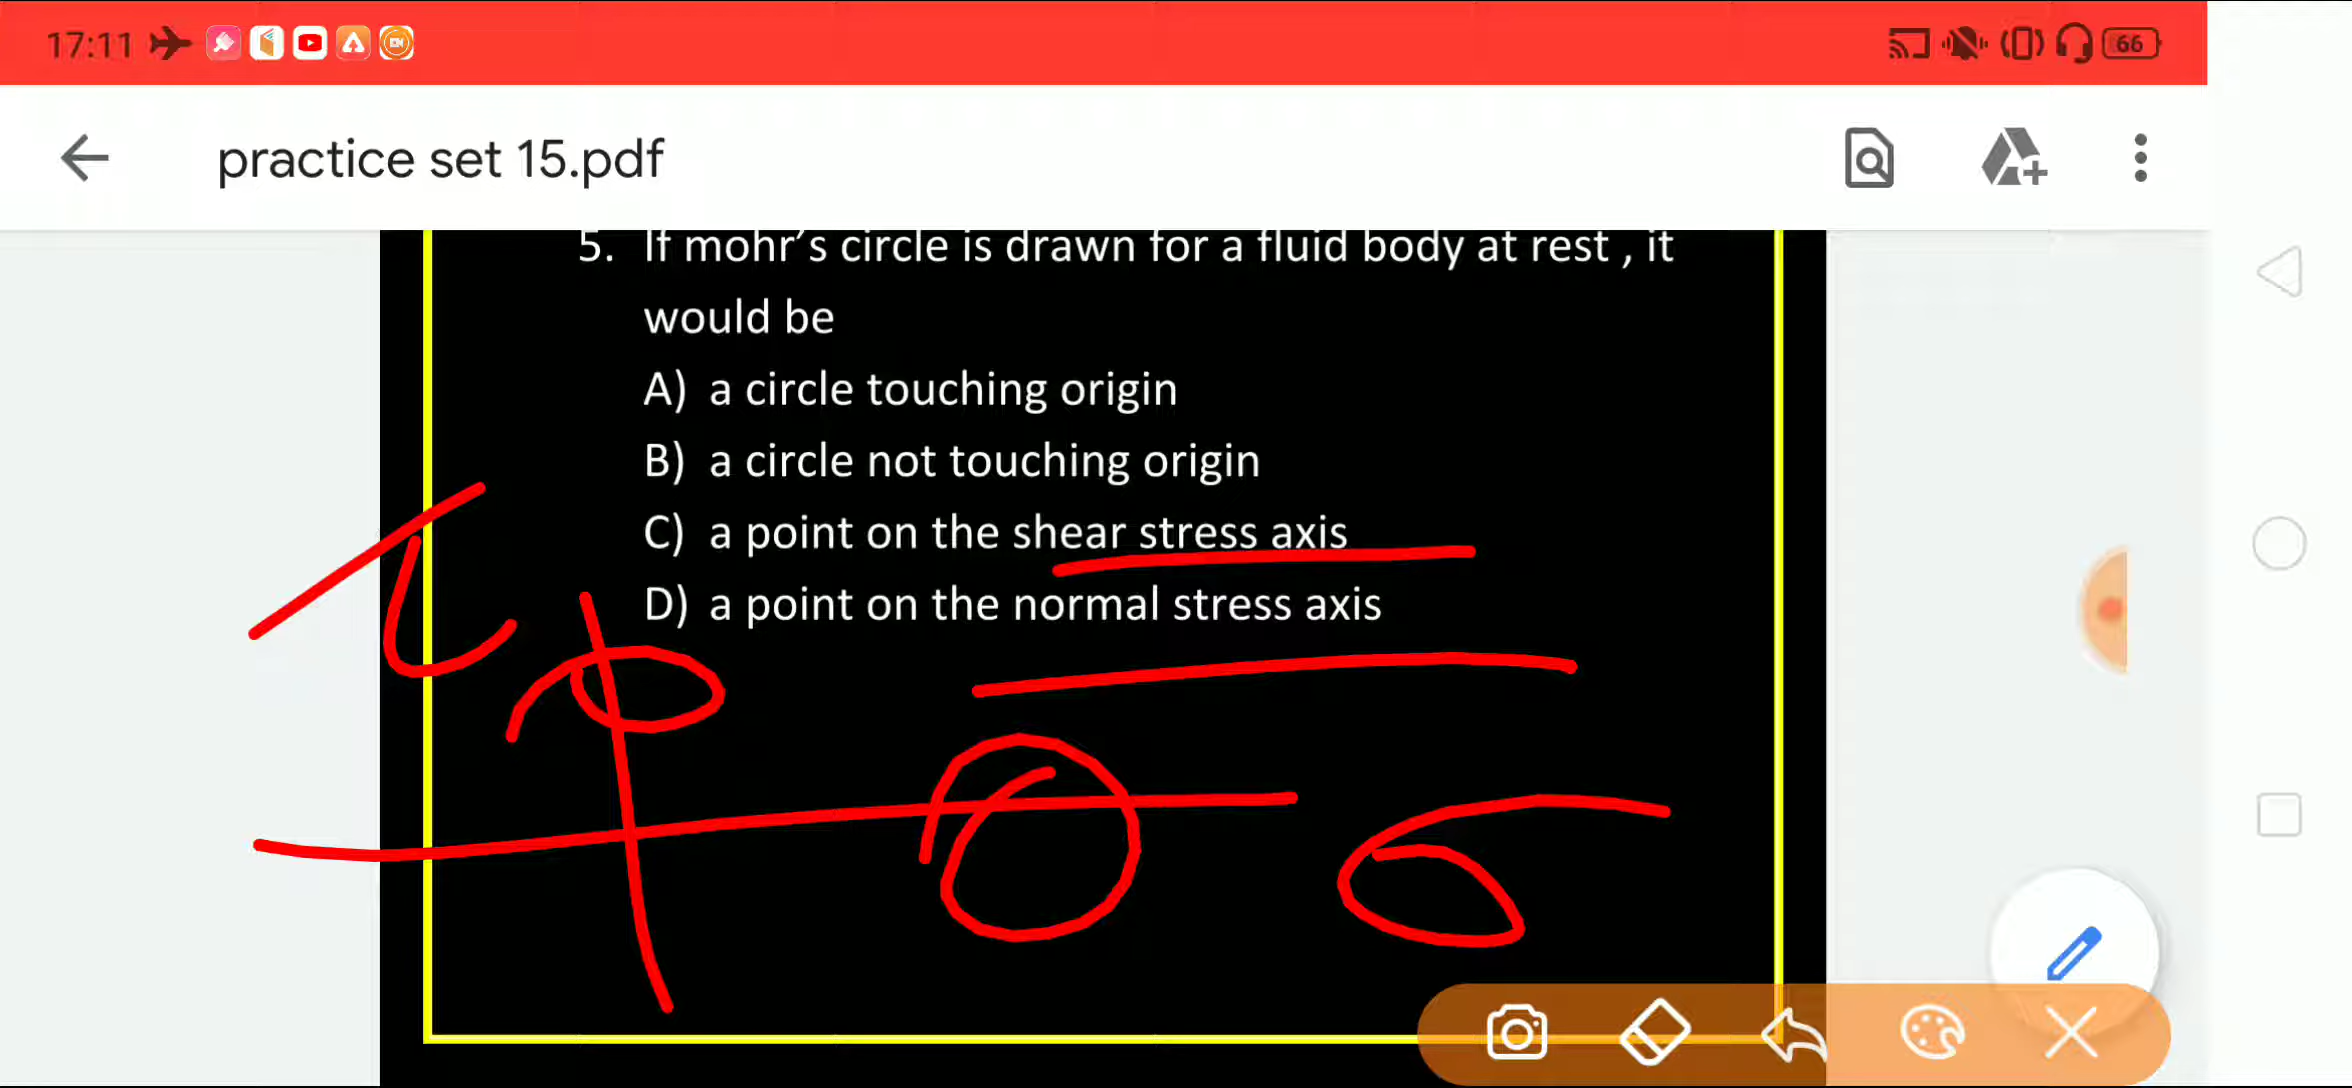 17:11
66
practice set 15.pdf
5. If mohr's circle is drawn for a fluid body at rest , it
would be
A) a circle touching origin
B) a circle not touching origin
C) a point on the shear stress axis
D) a point on the normal stress axis
τ
σ